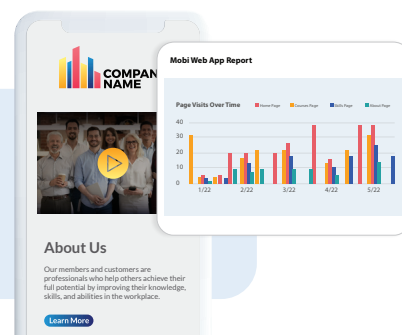 COMPAN
NAME
Mobi Web App Report
Page Visits Over Time
Home Page
Courses Page
Skills Page
About Page
40
30
20
10
0
1/22
2/22
3/22
4/22
5/22
About Us
Our members and customers are
professionals who help others achieve their
full potential by improving their knowledge,
skills, and abilities in the workplace.
Learn More